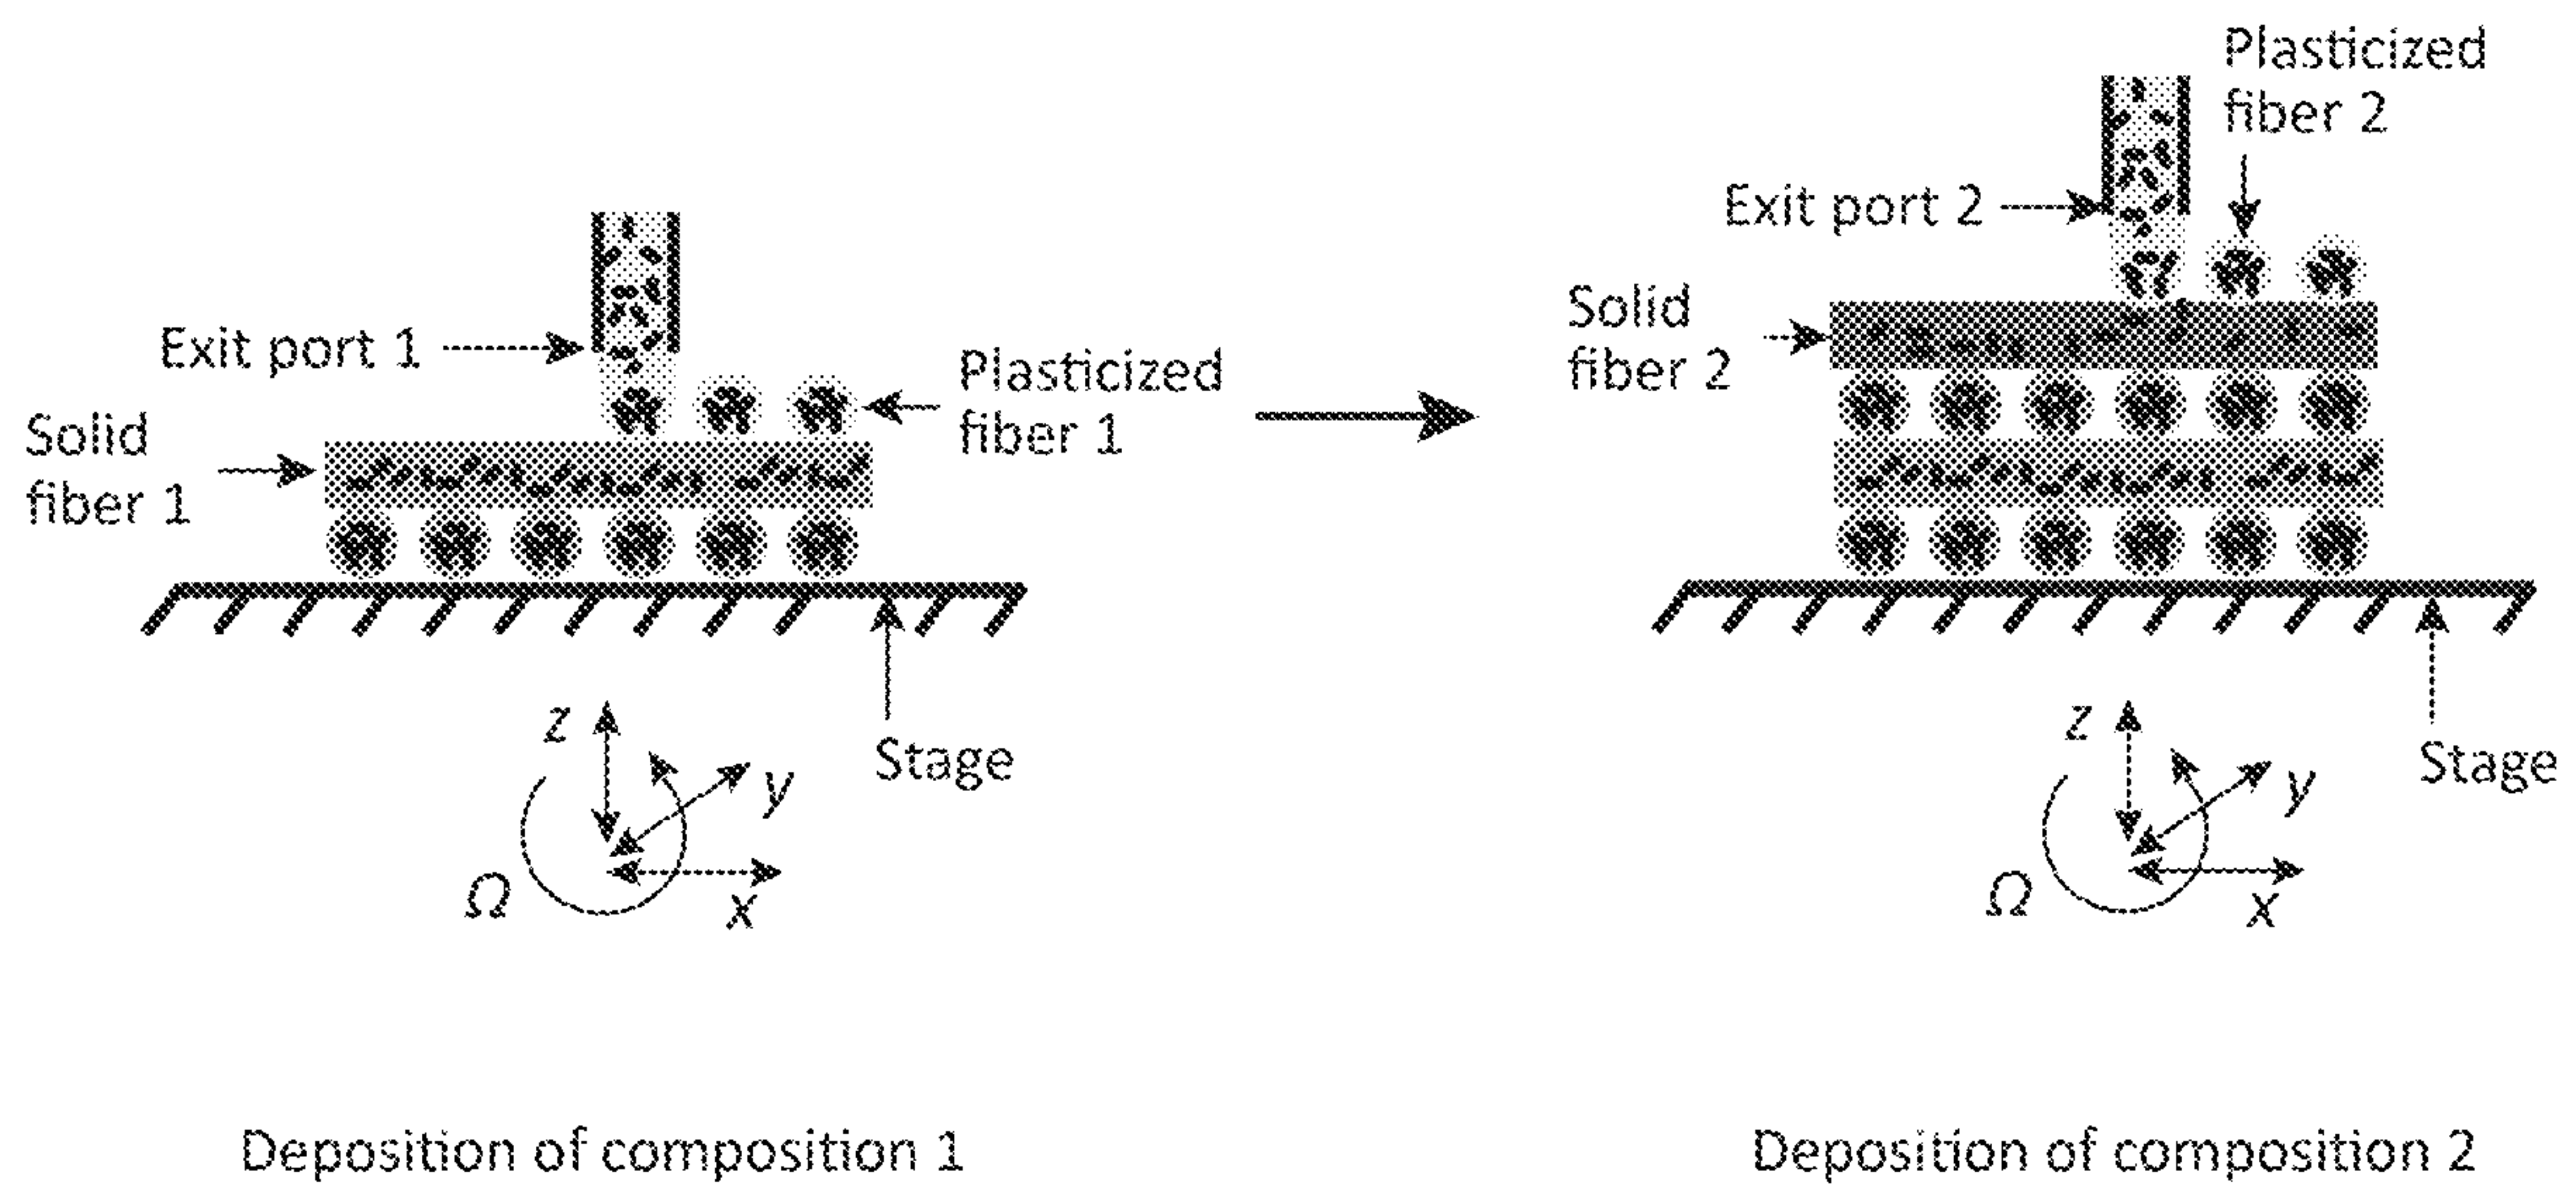 Exit port 1
Solid
fiber 1
Plasticized
fiber 1
Stage
z
y
x
Ω
Deposition of composition 1
Plasticized
fiber 2
Exit port 2
Solid
fiber 2
Stage
z
y
x
Ω
Deposition of composition 2